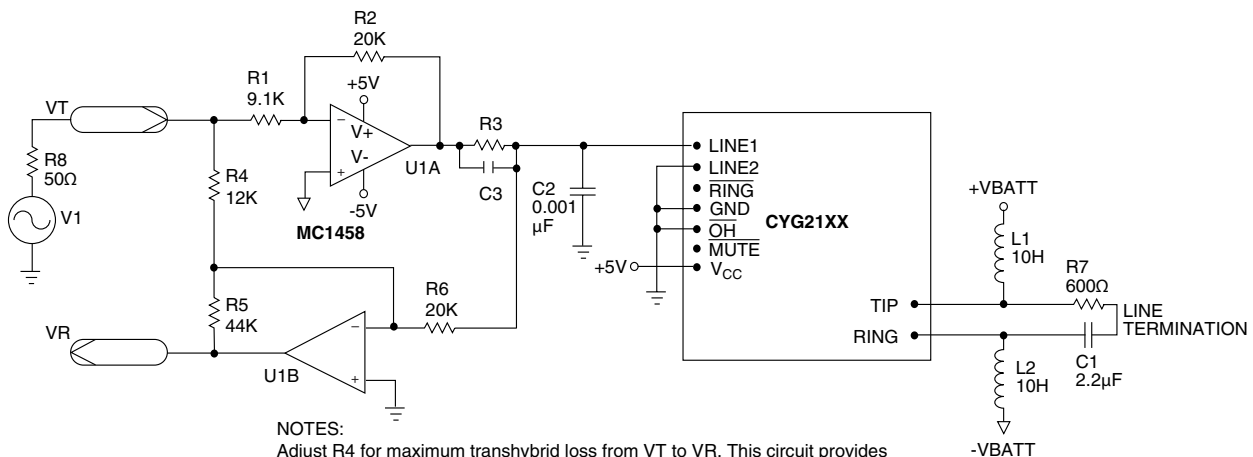 R2
20K
R1
9.1K
+5V
VT
−
V+
V-
+
U1A
-5V
MC1458
R3
C3
R8
50Ω
V1
R4
12K
C2
0.001
µF
LINE1
LINE2
RING
GND
OH
MUTE
VCC
CYG21XX
+5V
TIP
RING
+VBATT
L1
10H
R7
600Ω
LINE
TERMINATION
C1
2.2µF
L2
10H
-VBATT
R5
44K
R6
20K
VR
−
+
U1B
NOTES:
Adjust R4 for maximum transhybrid loss from VT to VR. This circuit provides